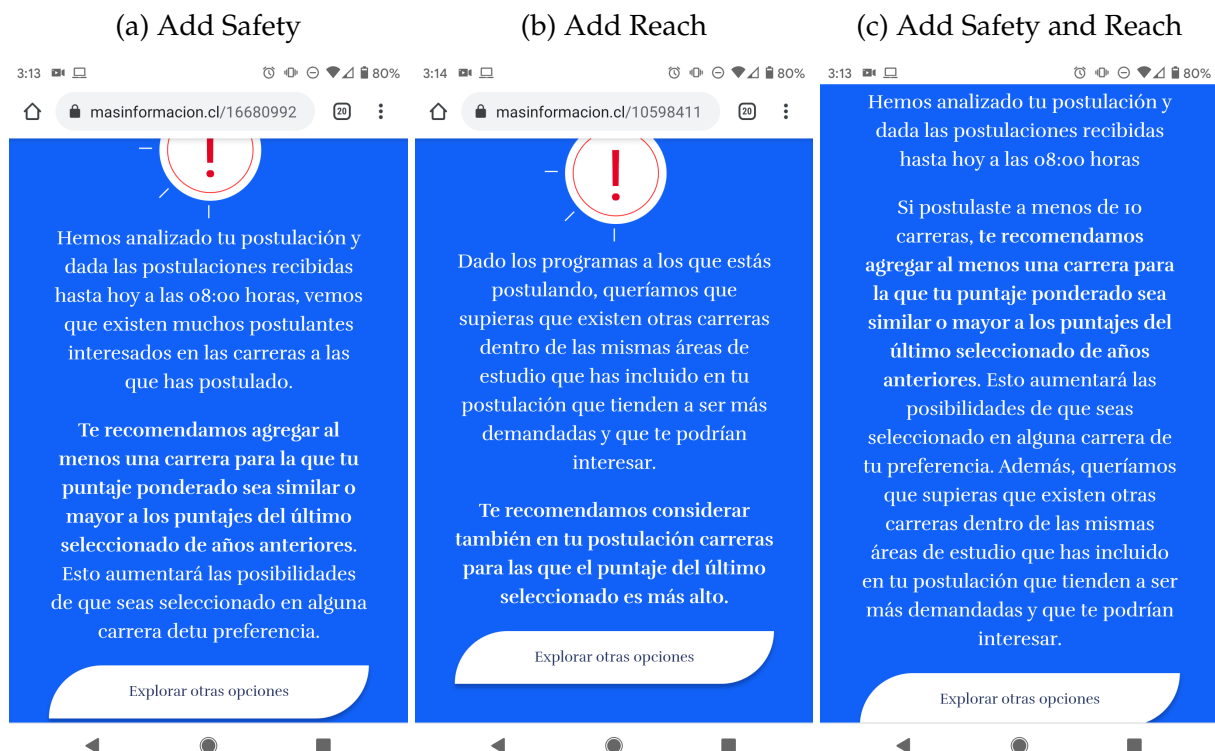 (a) Add Safety
3:13
80%
masinformacion.cl/16680992
20
!
Hemos analizado tu postulación y
dada las postulaciones recibidas
hasta hoy a las 08:00 horas, vemos
que existen muchos postulantes
interesados en las carreras a las
que has postulado.
Te recomendamos agregar al
menos una carrera para la que tu
puntaje ponderado sea similar o
mayor a los puntajes del último
seleccionado de años anteriores.
Esto aumentará las posibilidades
de que seas seleccionado en alguna
carrera detu preferencia.
Explorar otras opciones
(b) Add Reach
3:14
80%
masinformacion.cl/10598411
20
!
Dado los programas a los que estás
postulando, queríamos que
supieras que existen otras carreras
dentro de las mismas áreas de
estudio que has incluido en tu
postulación que tienden a ser más
demandadas y que te podrían
interesar.
Te recomendamos considerar
también en tu postulación carreras
para las que el puntaje del último
seleccionado es más alto.
Explorar otras opciones
(c) Add Safety and Reach
3:13
80%
Hemos analizado tu postulación y
dada las postulaciones recibidas
hasta hoy a las 08:00 horas
Si postulaste a menos de 10
carreras, te recomendamos
agregar al menos una carrera para
la que tu puntaje ponderado sea
similar o mayor a los puntajes del
último seleccionado de años
anteriores. Esto aumentará las
posibilidades de que seas
seleccionado en alguna carrera de
tu preferencia. Además, queríamos
que supieras que existen otras
carreras dentro de las mismas
áreas de estudio que has incluido
en tu postulación que tienden a ser
más demandadas y que te podrían
interesar.
Explorar otras opciones